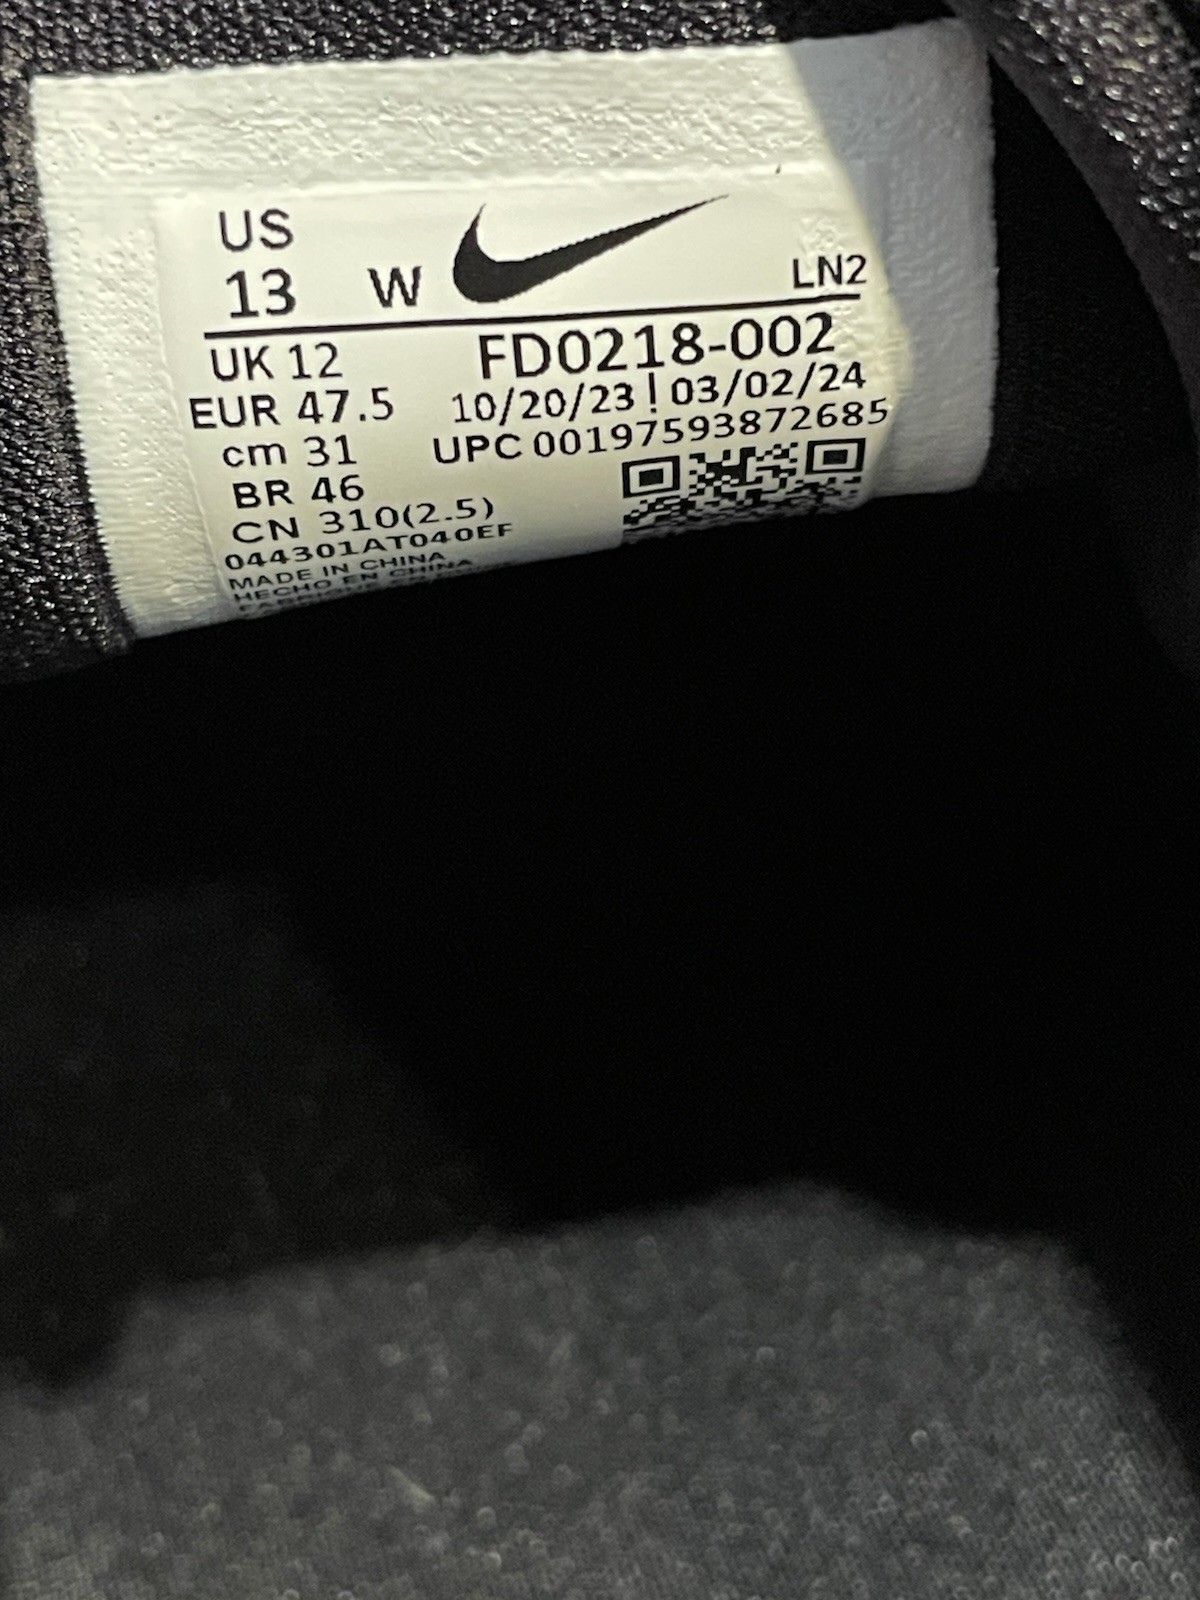 US
13 W LN2
UK 12 FD0218-002
EUR 47.5 10/20/23 | 03/02/24
cm 31 UPC 00197593872685
BR 46
CN 310(2.5)
044301AT040EF
MADE IN CHINA
HECHO EN CHINA